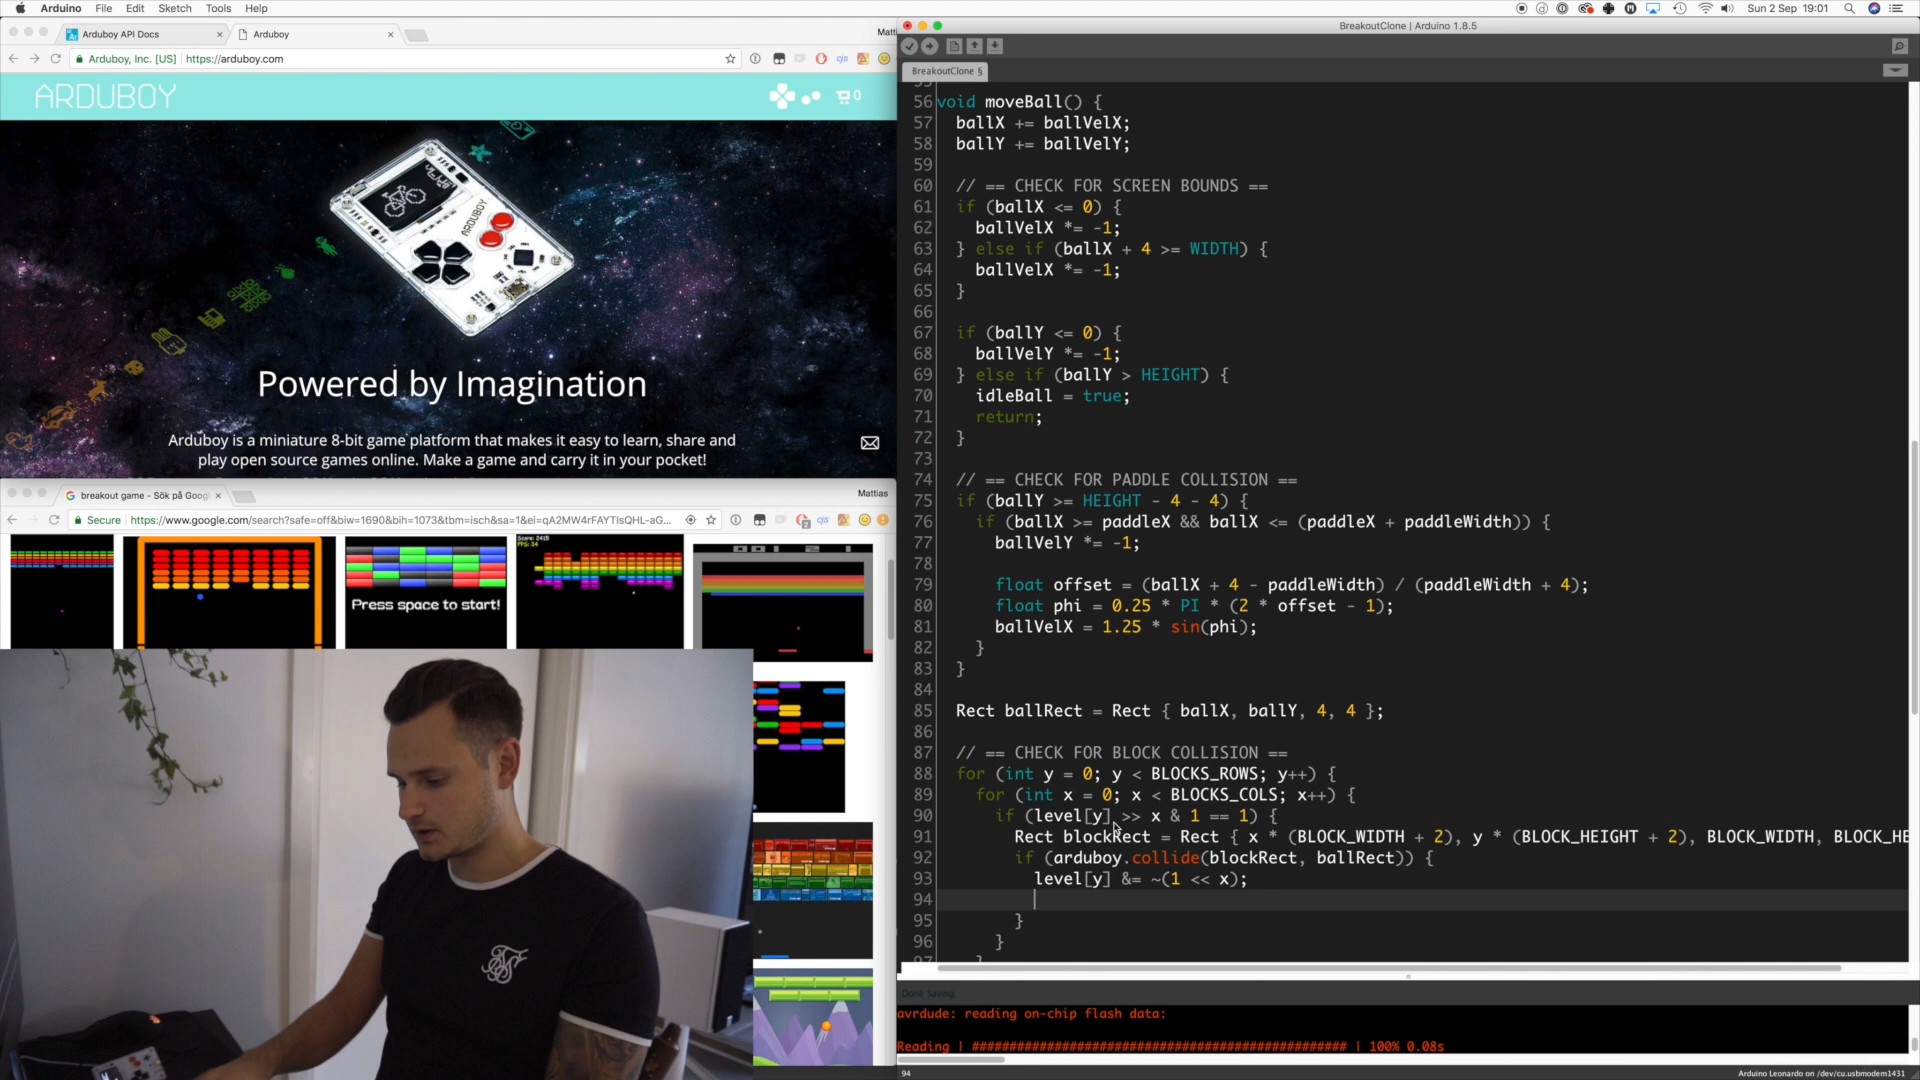 Arduino File Edit Sketch Tools Help
Sun 2 Sep 19:01
Arduboy API Docs
Arduboy
Arduboy, Inc. [US] https://arduboy.com
ARDUBOY
0
ARDUBOY
Powered by Imagination
Arduboy is a miniature 8-bit game platform that makes it easy to learn, share and
play open source games online. Make a game and carry it in your pocket!
breakout game - Sök på Goog
Mattias
Secure https://www.google.com/search?safe=off&biw=1690&bih=1073&tbm=isch&sa=1&ei=qA2MW4rFAYTIsQHL-aG...
Press space to start!
BreakoutClone | Arduino 1.8.5
BreakoutClone §
56 void moveBall() {
57 ballX += ballVelX;
58 ballY += ballVelY;
59
60 // == CHECK FOR SCREEN BOUNDS ==
61 if (ballX <= 0) {
62 ballVelX *= -1;
63 } else if (ballX + 4 >= WIDTH) {
64 ballVelX *= -1;
65 }
66
67 if (ballY <= 0) {
68 ballVelY *= -1;
69 } else if (ballY > HEIGHT) {
70 idleBall = true;
71 return;
72 }
73
74 // == CHECK FOR PADDLE COLLISION ==
75 if (ballY >= HEIGHT - 4 - 4) {
76 if (ballX >= paddleX && ballX <= (paddleX + paddleWidth)) {
77 ballVelY *= -1;
78
79 float offset = (ballX + 4 - paddleWidth) / (paddleWidth + 4);
80 float phi = 0.25 * PI * (2 * offset - 1);
81 ballVelX = 1.25 * sin(phi);
82 }
83 }
84
85 Rect ballRect = Rect { ballX, ballY, 4, 4 };
86
87 // == CHECK FOR BLOCK COLLISION ==
88 for (int y = 0; y < BLOCKS_ROWS; y++) {
89 for (int x = 0; x < BLOCKS_COLS; x++) {
90 if (level[y] >> x & 1 == 1) {
91 Rect blockRect = Rect { x * (BLOCK_WIDTH + 2), y * (BLOCK_HEIGHT + 2), BLOCK_WIDTH, BLOCK_HE
92 if (arduboy.collide(blockRect, ballRect)) {
93 level[y] &= ~(1 << x);
94
95 }
96 }
Done Saving.
avrdude: reading on-chip flash data:
Reading | ################################################## | 100% 0.08s
94
Arduino Leonardo on /dev/cu.usbmodem1431